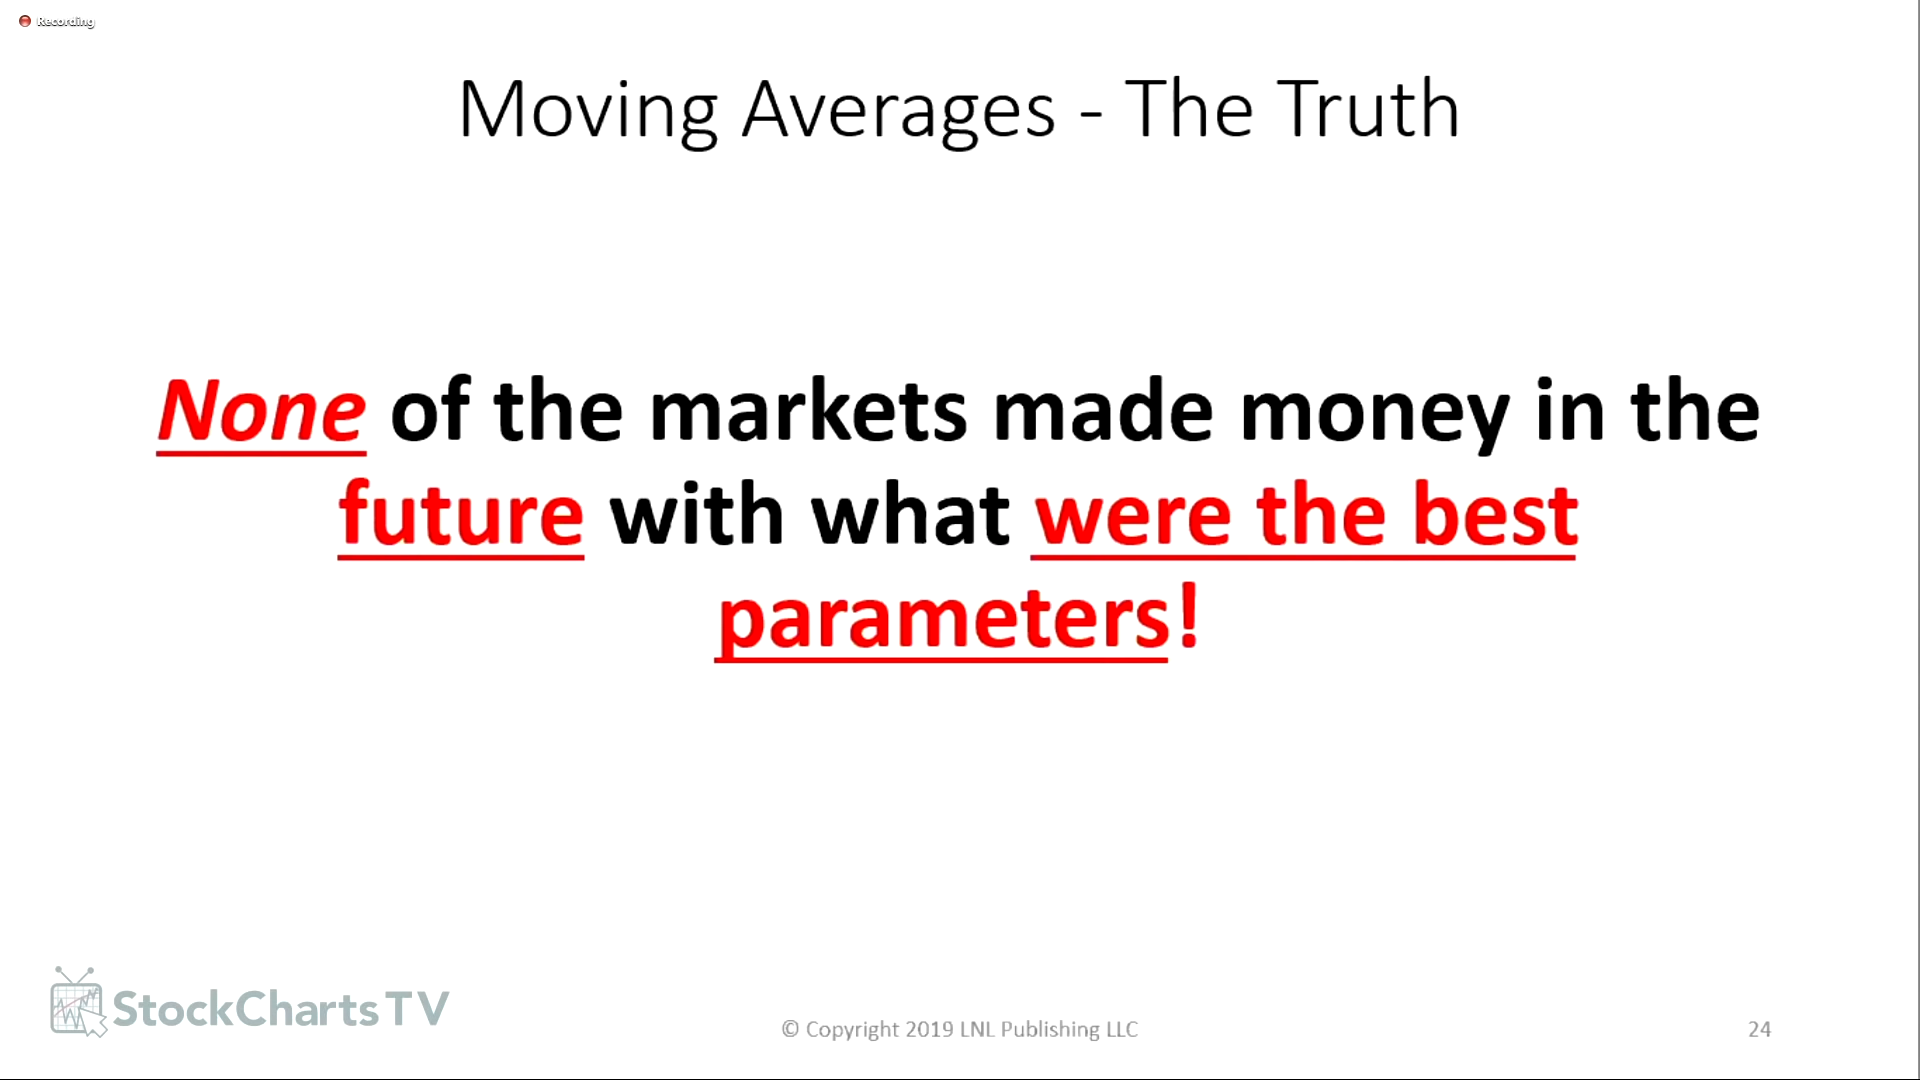 Recording
Moving Averages - The Truth
None of the markets made money in the
future with what were the best
parameters!
StockCharts TV
© Copyright 2019 LNL Publishing LLC
24